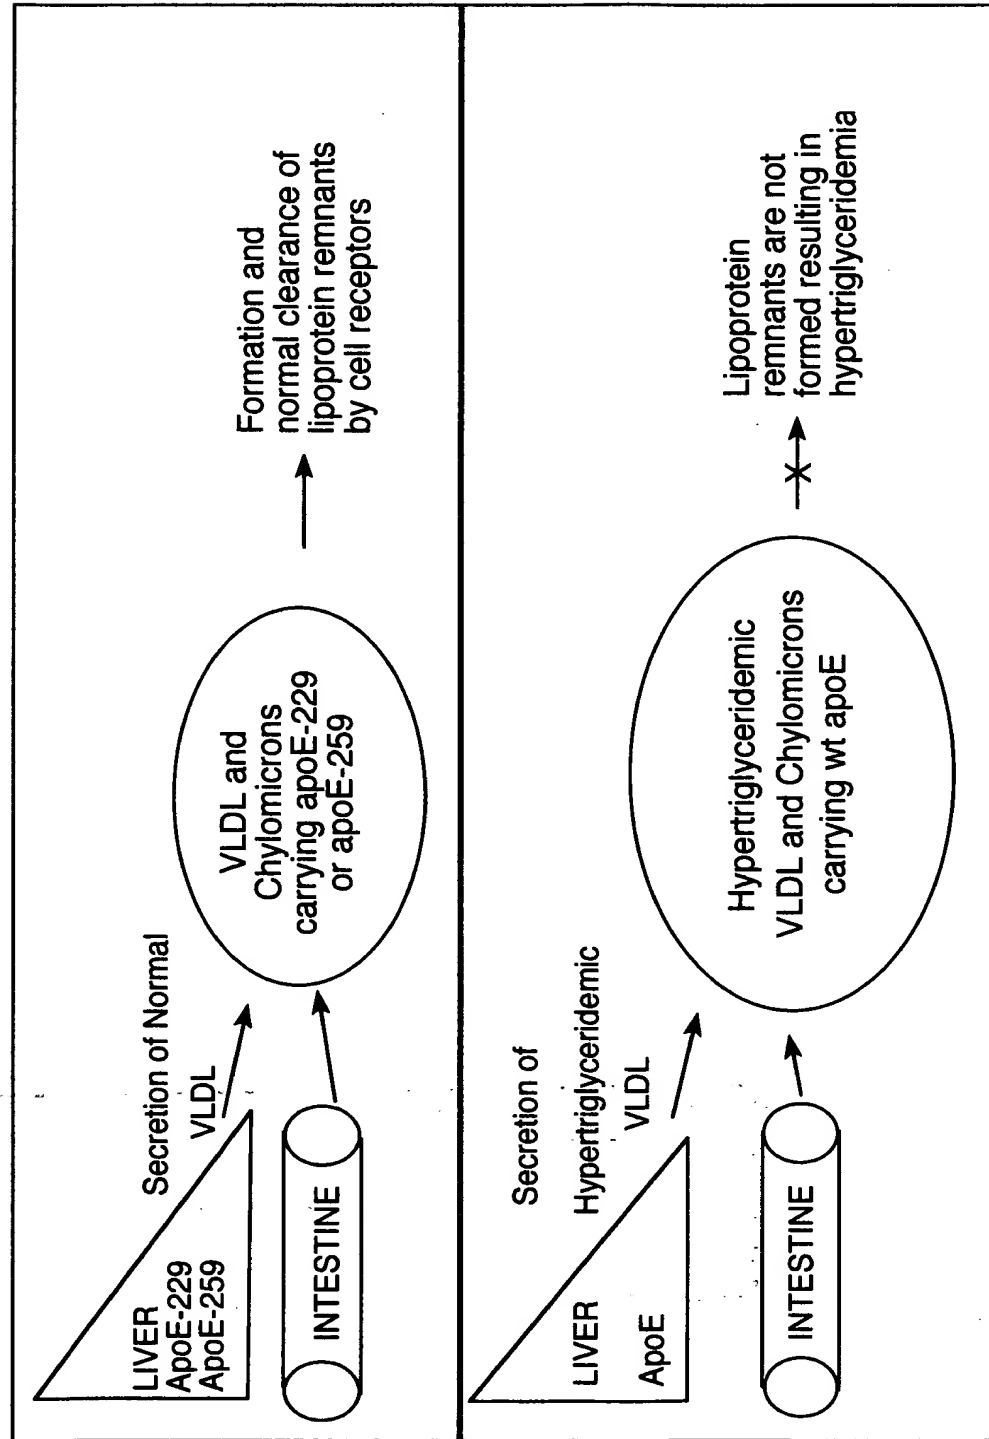 LIVER
ApoE-229
ApoE-259
Secretion of Normal
VLDL
INTESTINE
VLDL and
Chylomicrons
carrying apoE-229
or apoE-259
Formation and
normal clearance of
lipoprotein remnants
by cell receptors
LIVER
ApoE
Secretion of
Hypertriglyceridemic
VLDL
INTESTINE
Hypertriglyceridemic
VLDL and Chylomicrons
carrying wt apoE
Lipoprotein
remnants are not
formed resulting in
hypertriglyceridemia